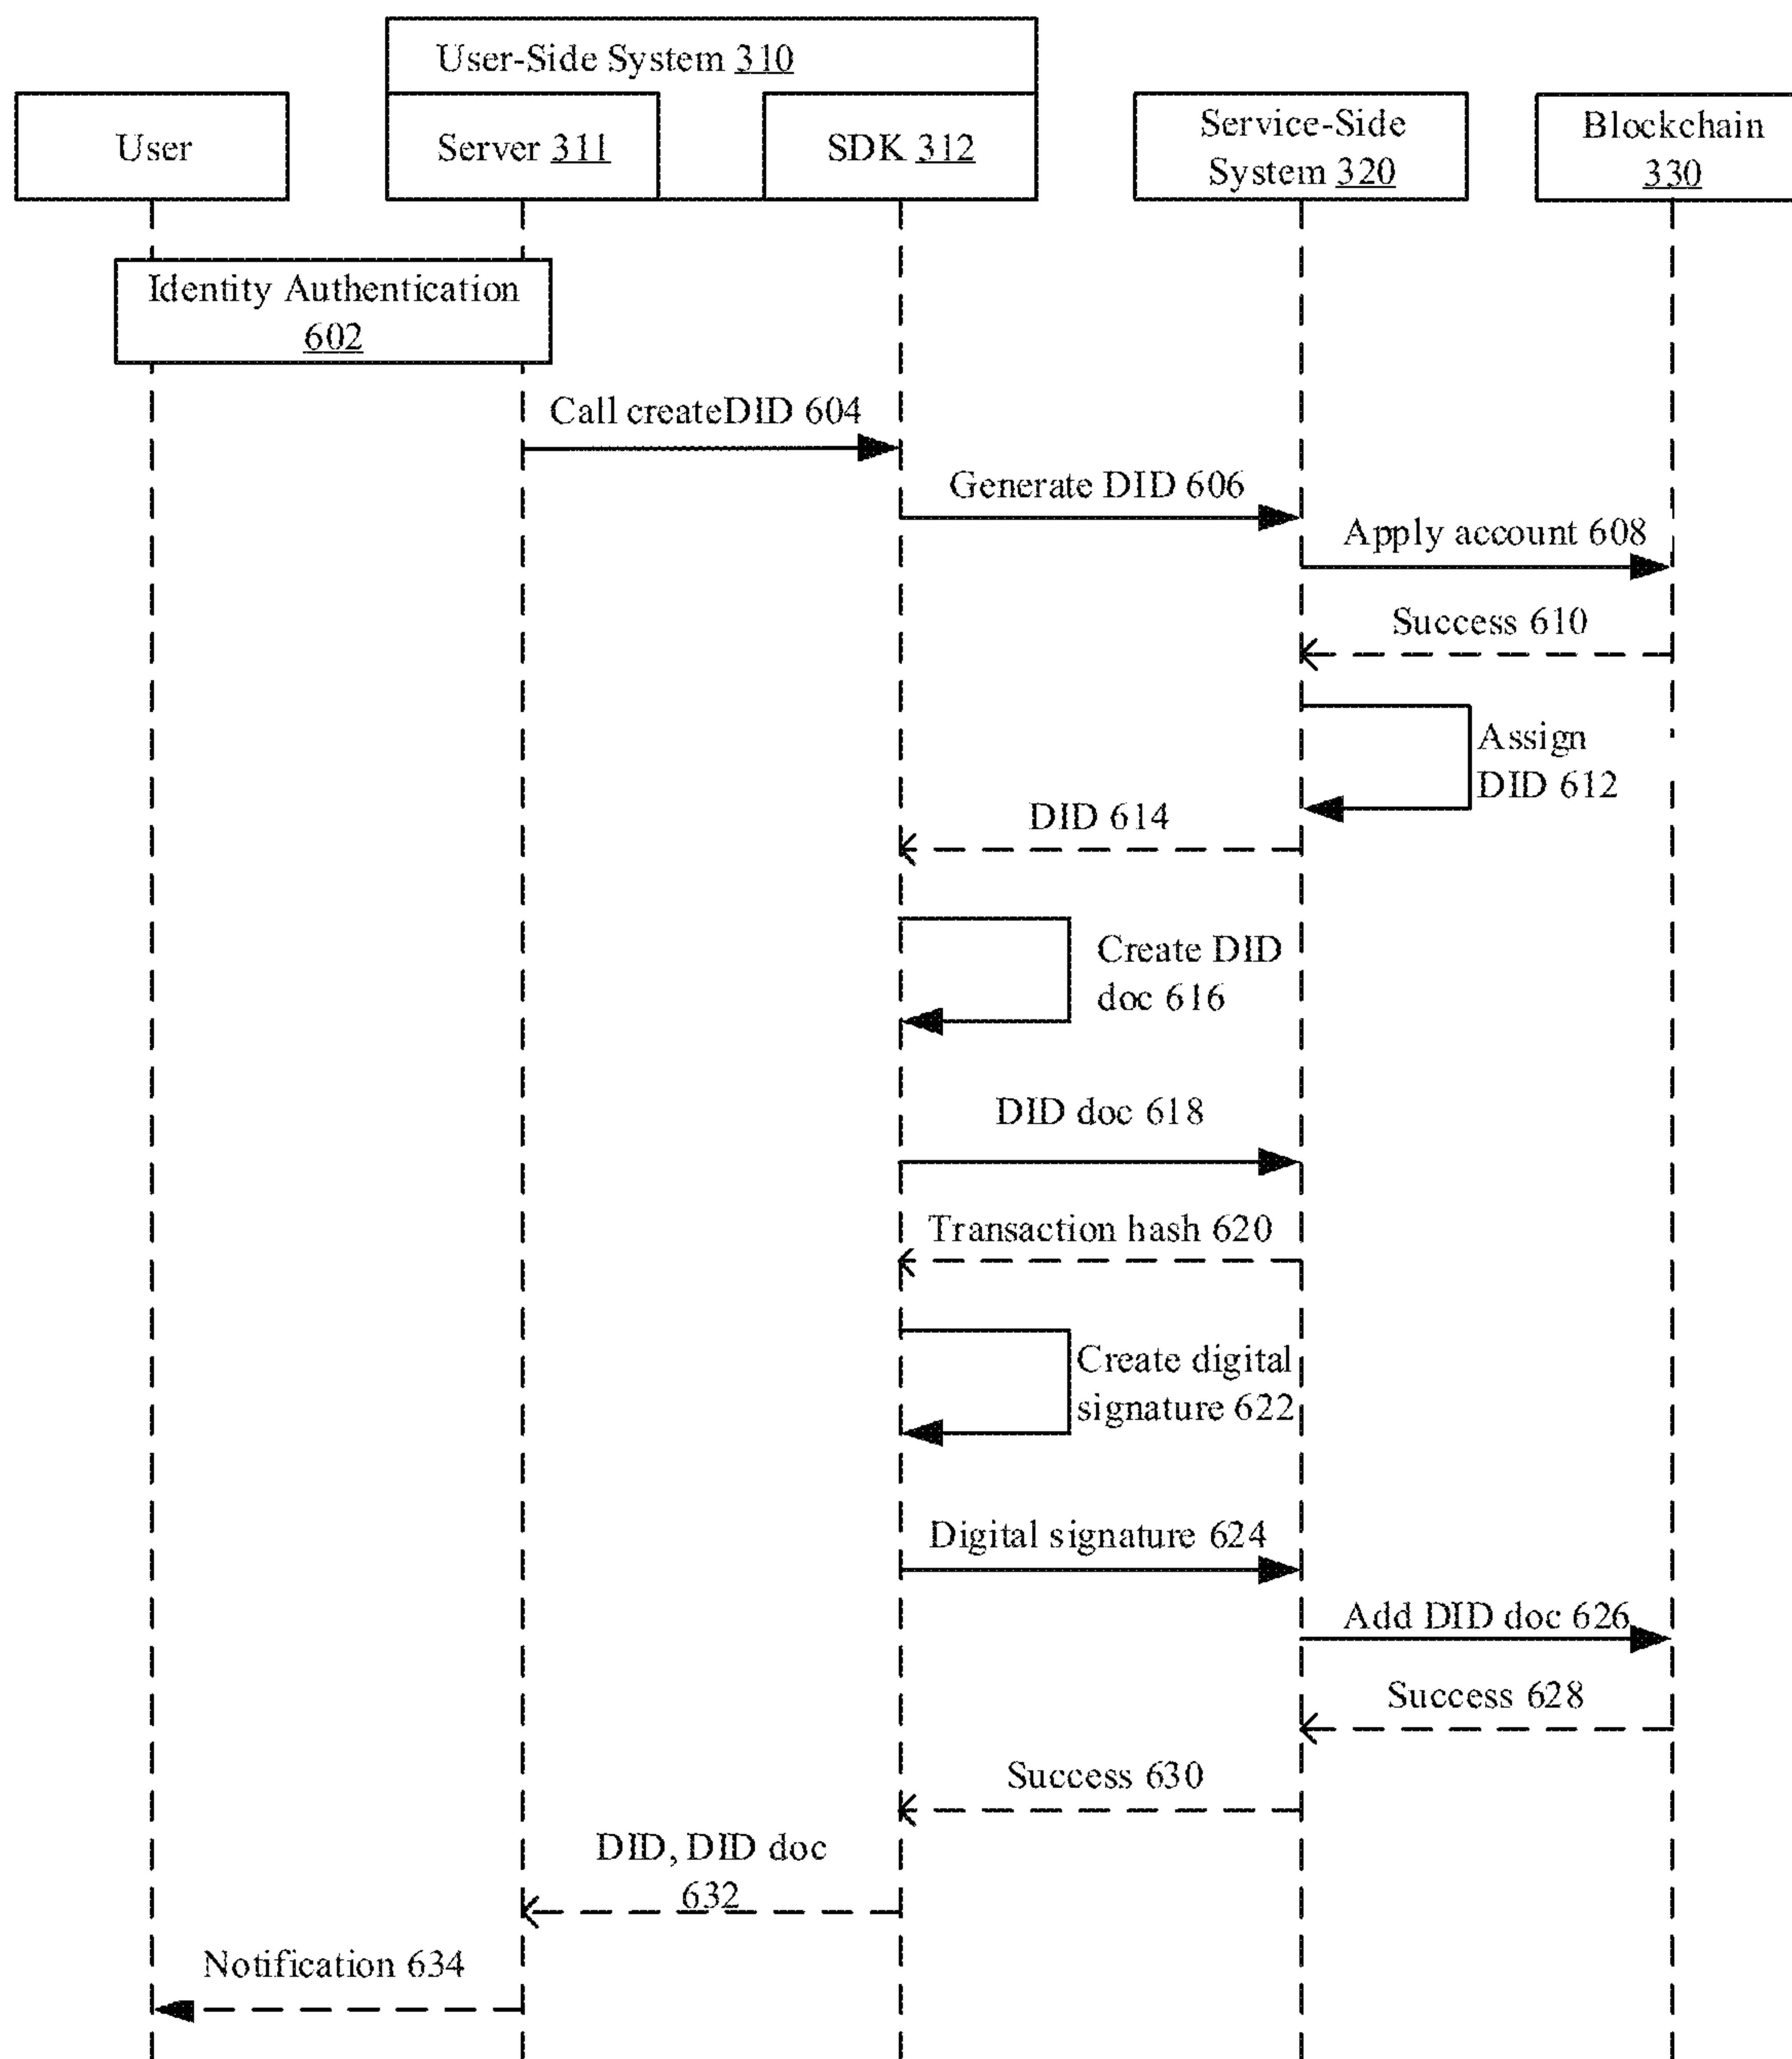 User-Side System 310
User
Server 311
SDK 312
Service-Side
System 320
Blockchain
330
Identity Authentication
602
Call createDID 604
Generate DID 606
Apply account 608
Success 610
Assign
DID 612
DID 614
Create DID
doc 616
DID doc 618
Transaction hash 620
Create digital
signature 622
Digital signature 624
Add DID doc 626
Success 628
Success 630
DID, DID doc
632
Notification 634